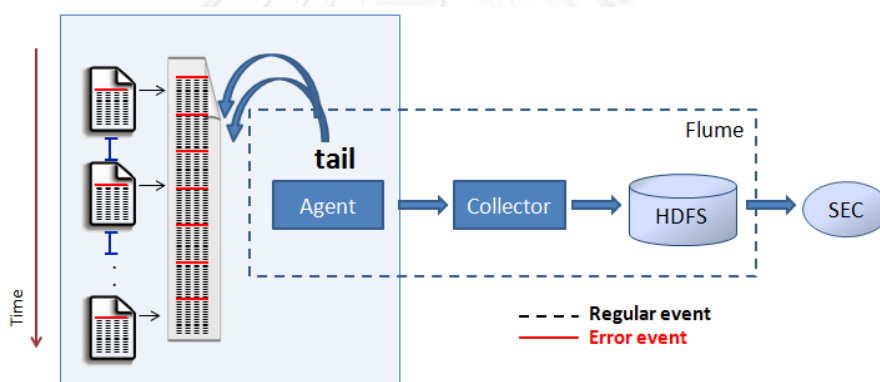 Flume
tail
Agent
Collector
HDFS
SEC
Time
Regular event
Error event